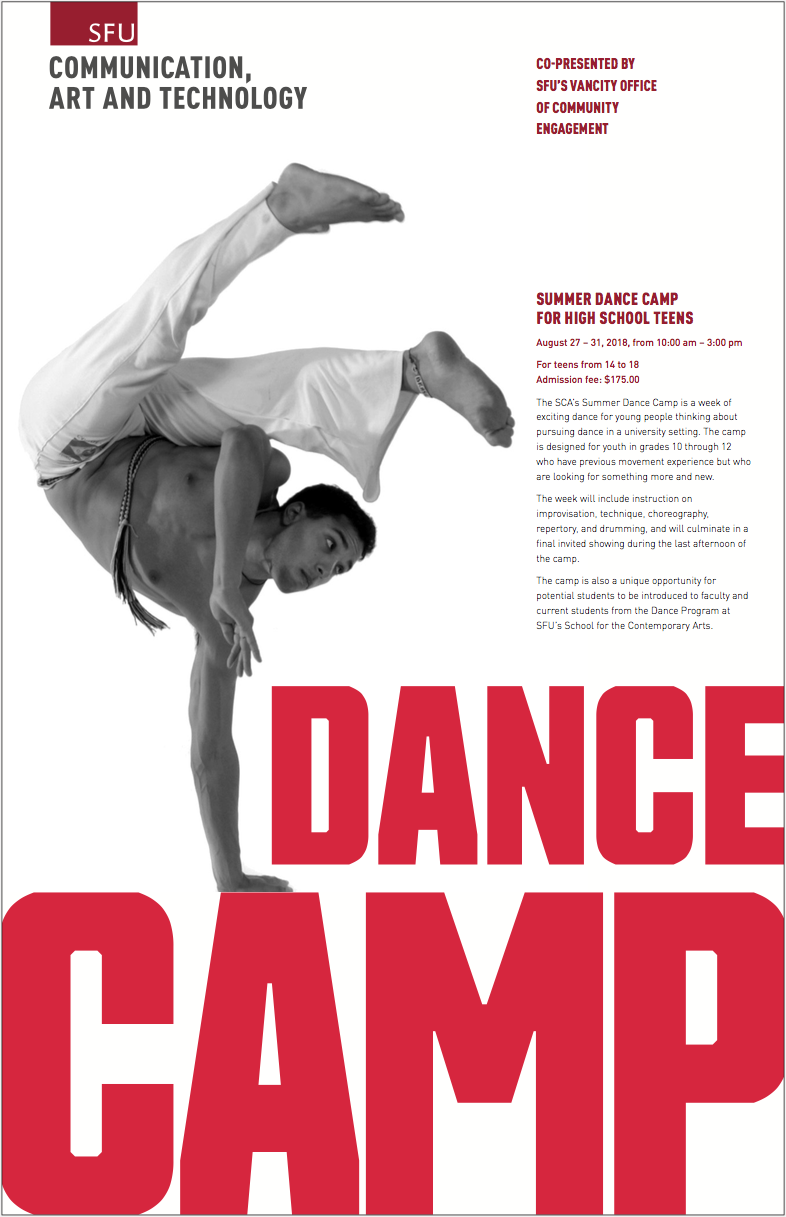 SFU
COMMUNICATION,
ART AND TECHNOLOGY
CO-PRESENTED BY
SFU'S VANCITY OFFICE
OF COMMUNITY
ENGAGEMENT
SUMMER DANCE CAMP
FOR HIGH SCHOOL TEENS
August 27 – 31, 2018, from 10:00 am – 3:00 pm
For teens from 14 to 18
Admission fee: $175.00
The SCA's Summer Dance Camp is a week of
exciting dance for young people thinking about
pursuing dance in a university setting. The camp
is designed for youth in grades 10 through 12
who have previous movement experience but who
are looking for something more and new.
The week will include instruction on
improvisation, technique, choreography,
repertory, and drumming, and will culminate in a
final invited showing during the last afternoon of
the camp.
The camp is also a unique opportunity for
potential students to be introduced to faculty and
current students from the Dance Program at
SFU's School for the Contemporary Arts.
DANCE
CAMP